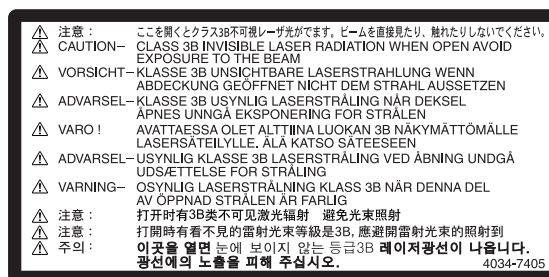 注意： ここを開くとクラス3B不可視レーザ光がでます。ビームを直接見たり、触れたりしないでください。
CAUTION– CLASS 3B INVISIBLE LASER RADIATION WHEN OPEN AVOID
EXPOSURE TO THE BEAM
VORSICHT– KLASSE 3B UNSICHTBARE LASERSTRAHLUNG WENN
ABDECKUNG GEÖFFNET NICHT DEM STRAHL AUSSETZEN
ADVARSEL– KLASSE 3B USYNLIG LASERSTRÅLING NÅR DEKSEL
ÅPNES UNNGÅ EKSPONERING FOR STRÅLEN
VARO ! AVATTAESSA OLET ALTTIINA LUOKAN 3B NÄKYMÄTTÖMÄLLE
LASERSÄTEILYLLE. ÄLÄ KATSO SÄTEESEEN
ADVARSEL– USYNLIG KLASSE 3B LASERSTRÅLING VED ÅBNING UNDGÅ
UDSÆTTELSE FOR STRÅLING
VARNING– OSYNLIG LASERSTRÅLNING KLASS 3B NÄR DENNA DEL
AV ÖPPNAD STRÅLEN ÄR FARLIG
注意： 打开时有3B类不可见激光辐射 避免光束照射
注意： 打開時有看不見的雷射光束等級是3B, 應避開雷射光束的照射到
주의： 이곳을 열면 눈에 보이지 않는 등급3B 레이저광선이 나옵니다.
광선에의 노출을 피해 주십시오. 4034-7405